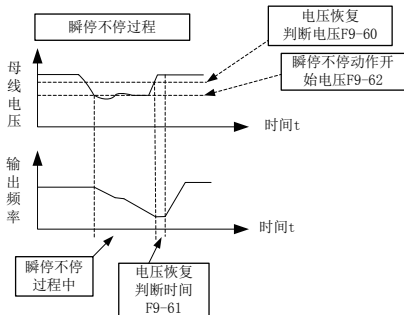 瞬停不停过程
电压恢复
判断电压F9-60
瞬停不停动作开
始电压F9-62
母线电压
时间t
输出频率
时间t
瞬停不停
过程中
电压恢复
判断时间
F9-61